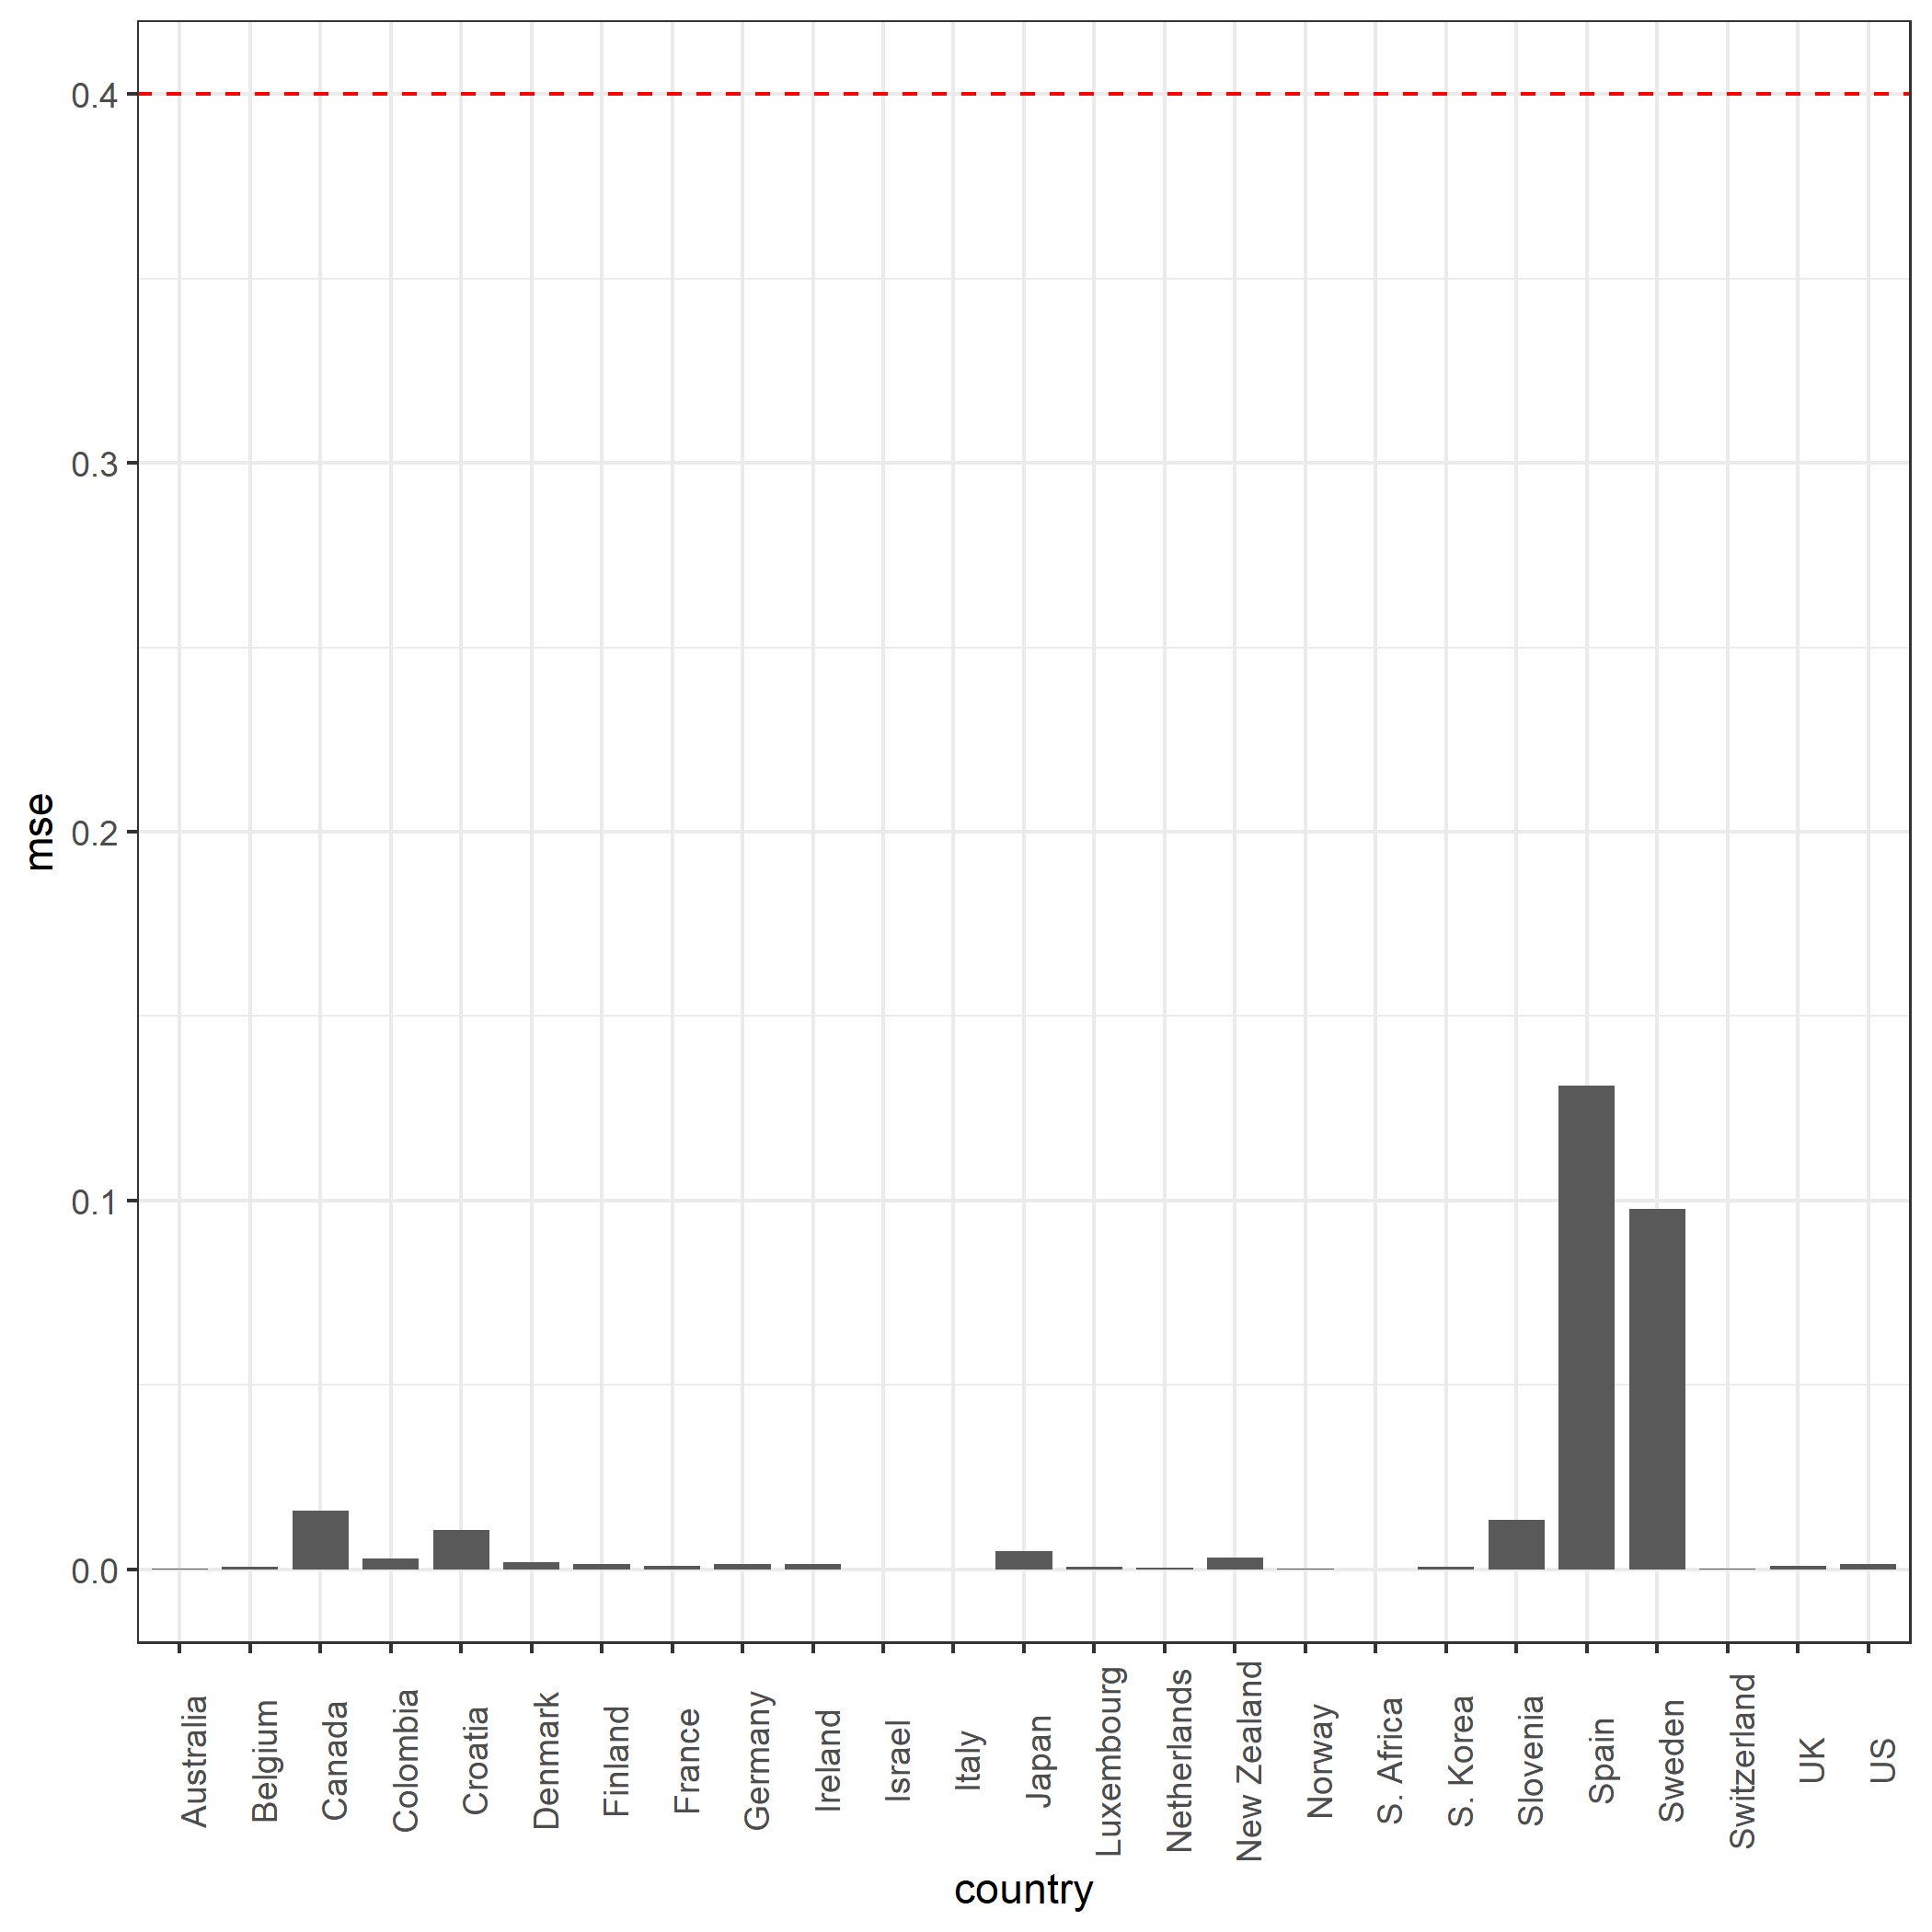 0.4
0.3
0.2
0.1
0.0
mse
Australia
Belgium
Canada
Colombia
Croatia
Denmark
Finland
France
Germany
Ireland
Israel
Italy
Japan
Luxembourg
Netherlands
New Zealand
Norway
S. Africa
S. Korea
Slovenia
Spain
Sweden
Switzerland
UK
US
country